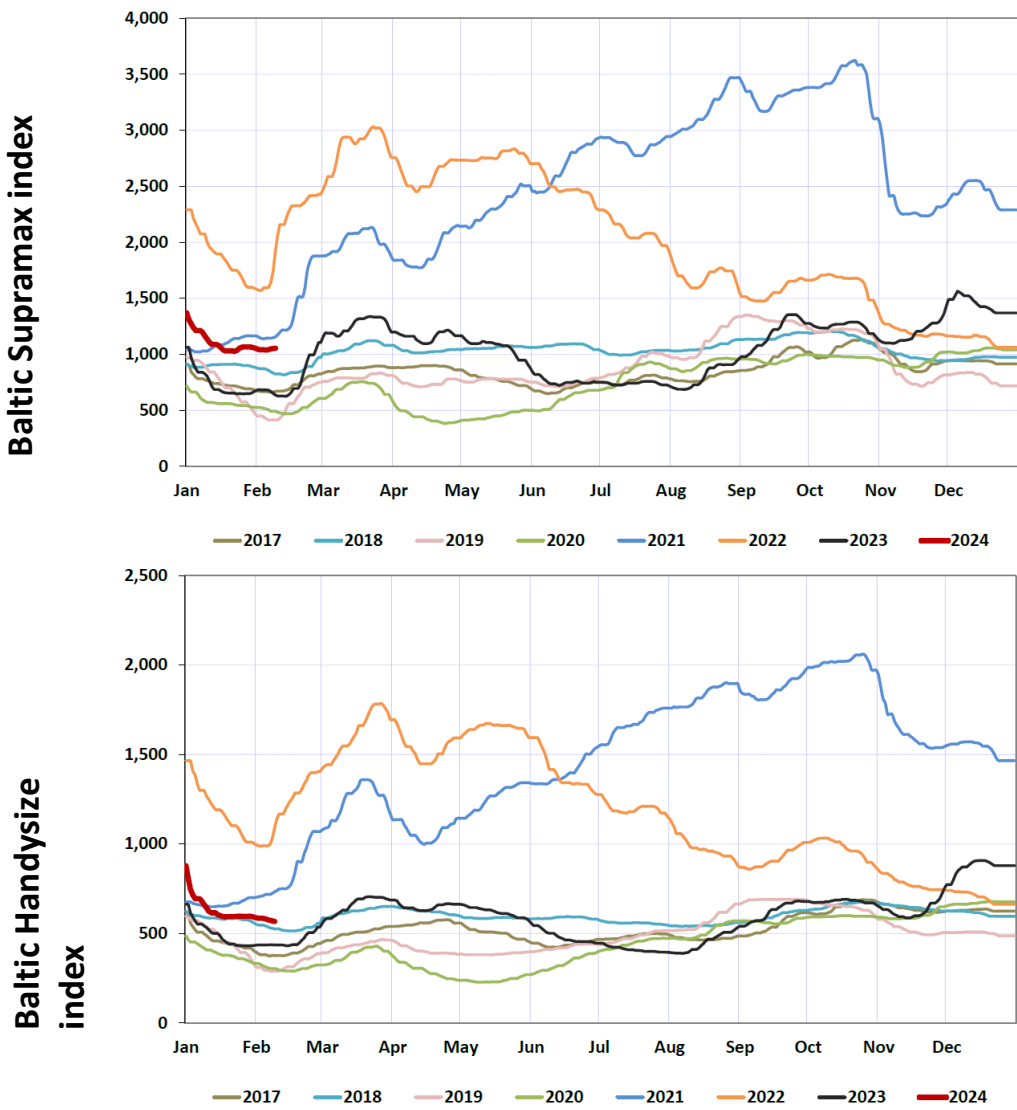 Baltic Supramax index
4,000
3,500
3,000
2,500
2,000
1,500
1,000
500
0
Jan Feb Mar Apr May Jun Jul Aug Sep Oct Nov Dec
2017 2018 2019 2020 2021 2022 2023 2024
Baltic Handysize
index
2,500
2,000
1,500
1,000
500
0
Jan Feb Mar Apr May Jun Jul Aug Sep Oct Nov Dec
2017 2018 2019 2020 2021 2022 2023 2024